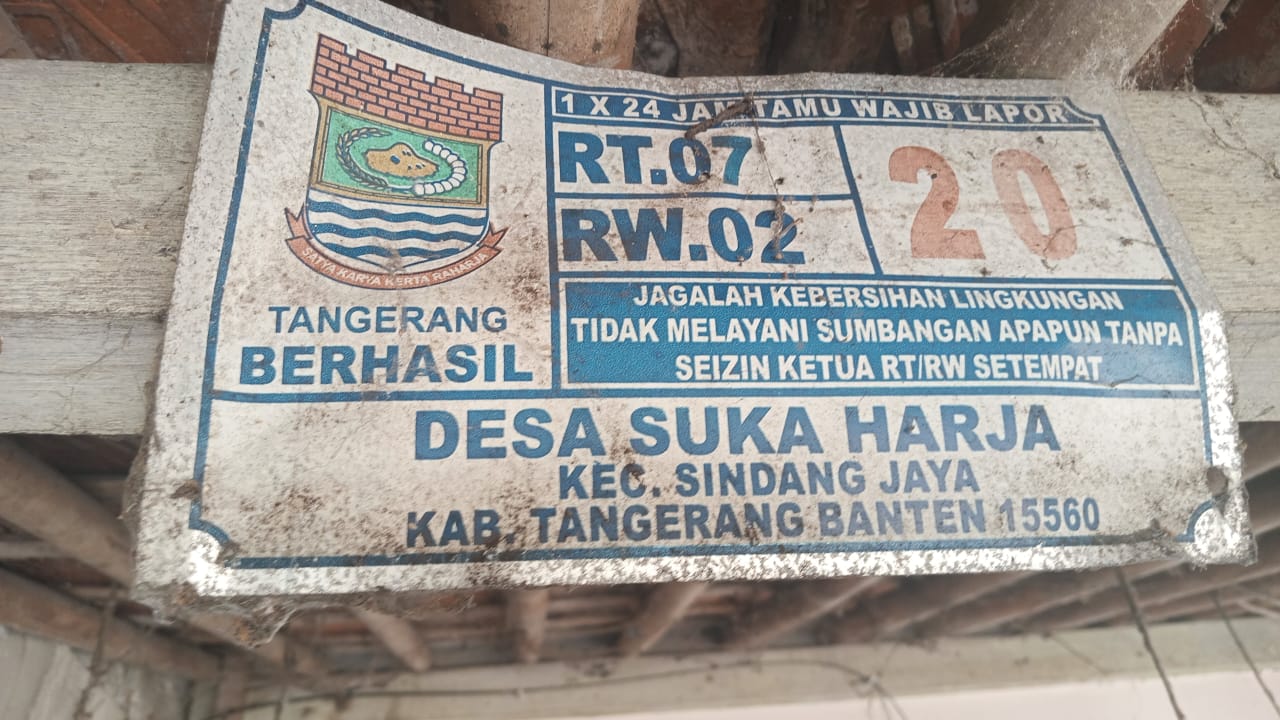 1 X 24 JAM TAMU WAJIB LAPOR
RT.07
RW.02
20
SATYA KARYA KERTA RAHARJA
TANGERANG
BERHASIL
JAGALAH KEBERSIHAN LINGKUNGAN
TIDAK MELAYANI SUMBANGAN APAPUN TANPA
SEIZIN KETUA RT/RW SETEMPAT
DESA SUKA HARJA
KEC. SINDANG JAYA
KAB. TANGERANG BANTEN 15560